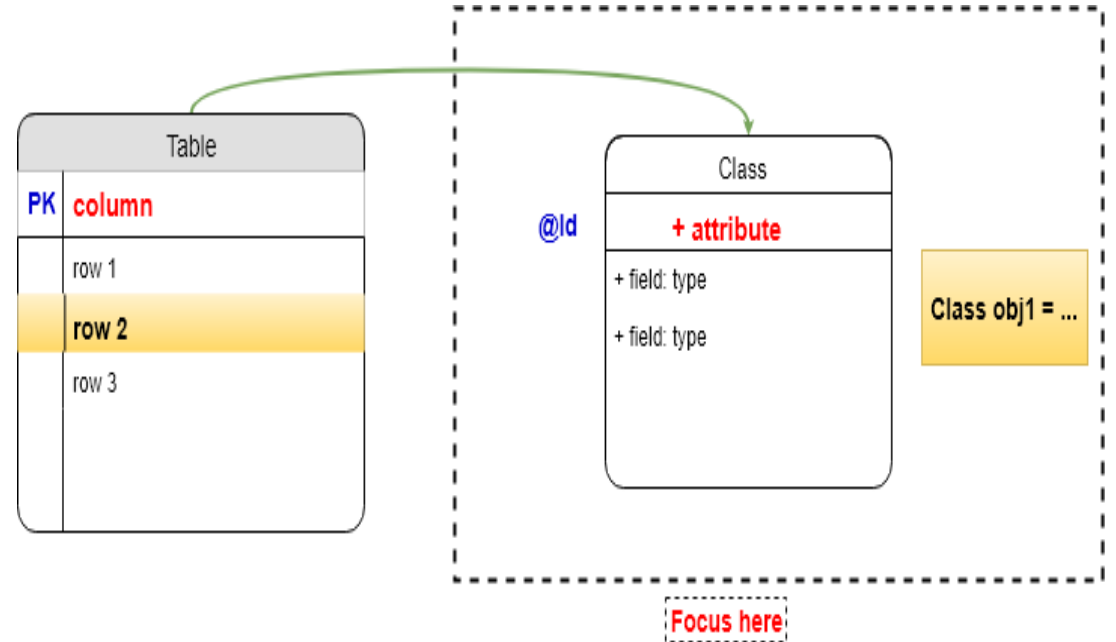 Table
PK column
row 1
row 2
row 3
Class
@Id
+ attribute
+ field: type
+ field: type
Class obj1 = ...
Focus here